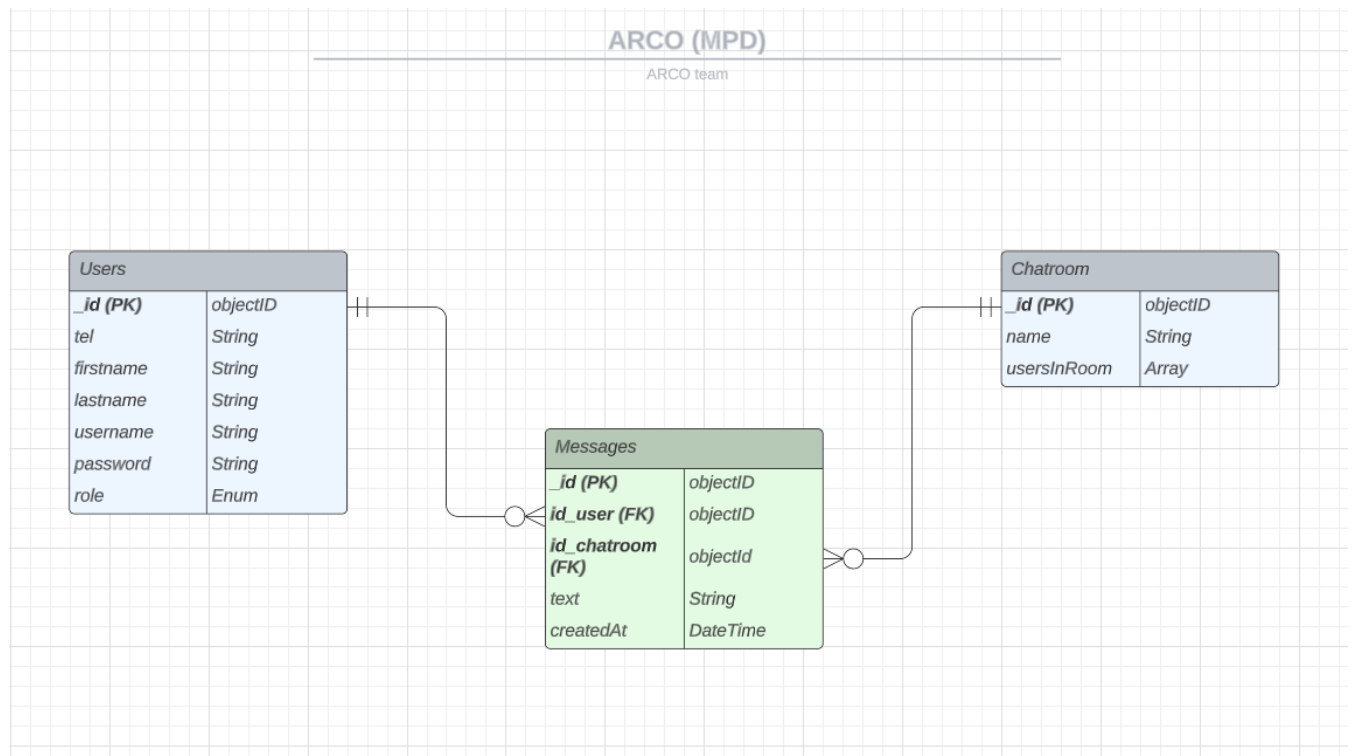 ARCO (MPD)
ARCO team
Users
_id (PK) objectID
tel String
firstname String
lastname String
username String
password String
role Enum
Chatroom
_id (PK) objectID
name String
usersInRoom Array
Messages
_id (PK) objectID
id_user (FK) objectID
id_chatroom
(FK) objectId
text String
createdAt DateTime